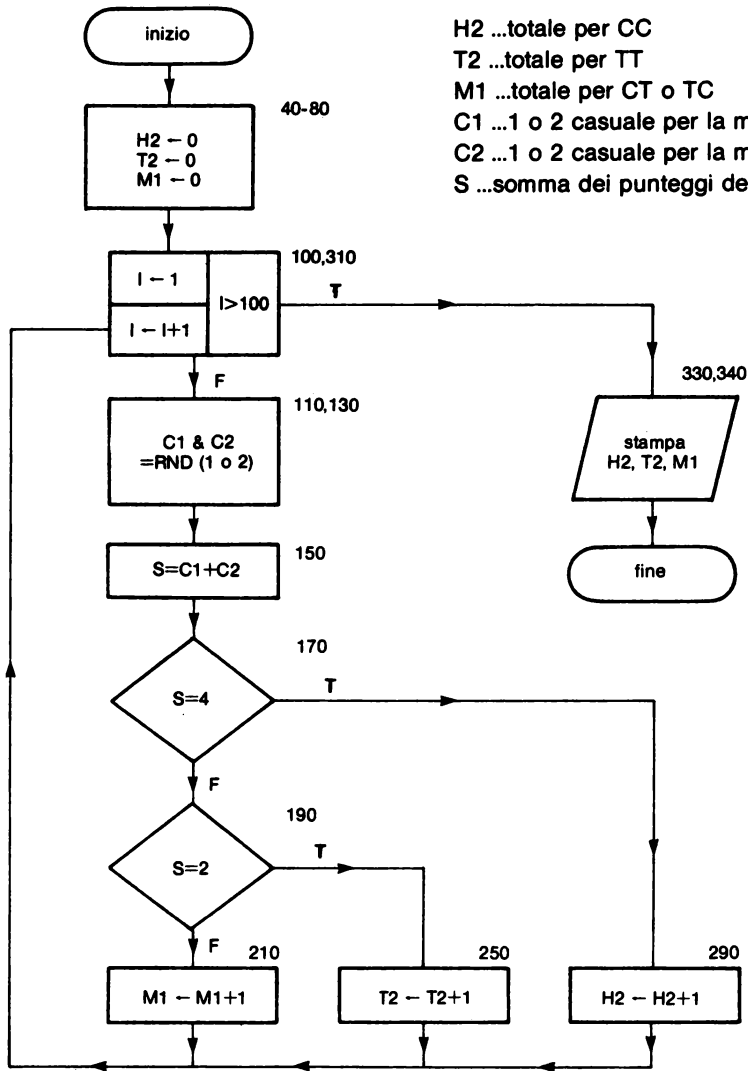 inizio
H2 ...totale per CC
T2 ...totale per TT
M1 ...totale per CT o TC
C1 ...1 o 2 casuale per la
C2 ...1 o 2 casuale per la
S ...somma dei punteggi
40-80
H2 ← 0
T2 ← 0
M1 ← 0
100,310
I ← 1
I>100
T
I ← I+1
F
330,340
110,130
C1 & C2
=RND (1 o 2)
stampa
H2, T2, M1
150
S=C1+C2
fine
170
S=4
T
F
190
S=2
T
F
210
250
290
M1 ← M1+1
T2 ← T2+1
H2 ← H2+1